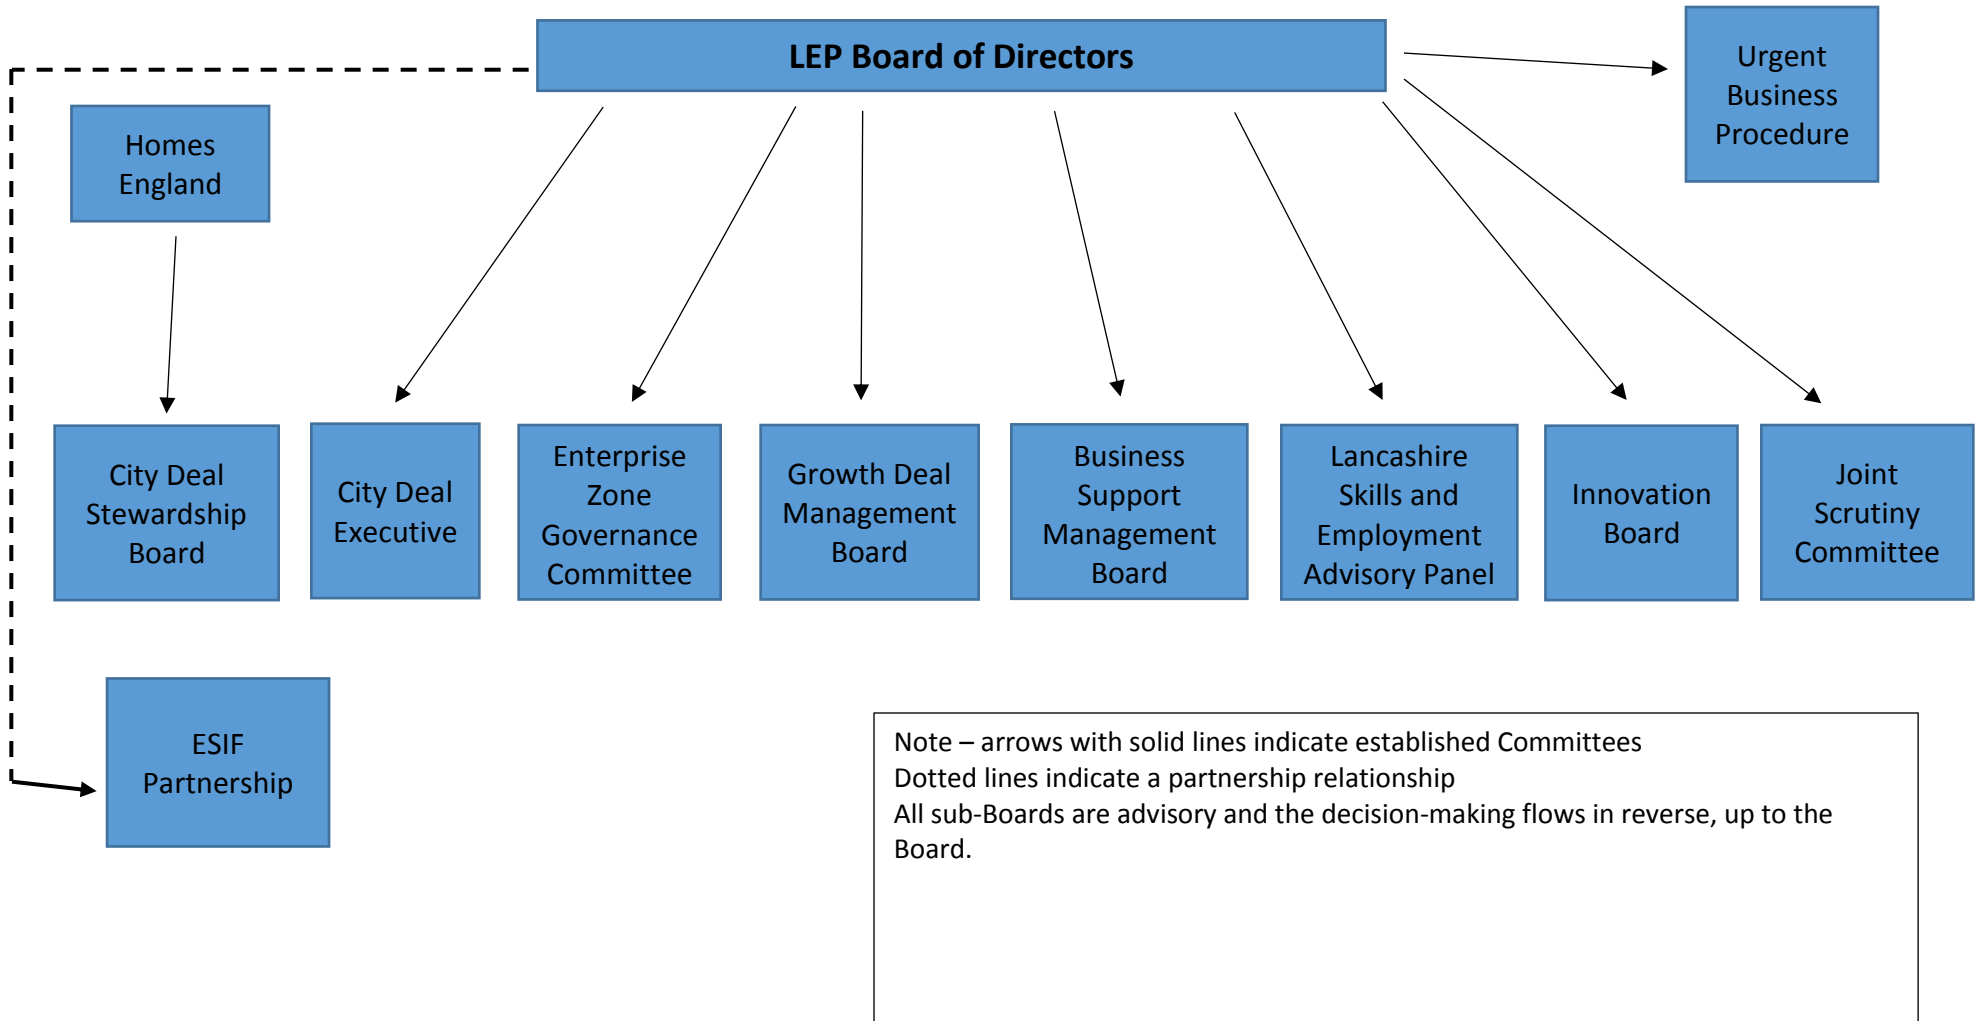 LEP Board of Directors
Urgent
Business
Procedure
Homes
England
City Deal
Stewardship
Board
City Deal
Executive
Enterprise
Zone
Governance
Committee
Growth Deal
Management
Board
Business
Support
Management
Board
Lancashire
Skills and
Employment
Advisory Panel
Innovation
Board
Joint
Scrutiny
Committee
ESIF
Partnership
Note – arrows with solid lines indicate established Committees
Dotted lines indicate a partnership relationship
All sub-Boards are advisory and the decision-making flows in reverse, up to the
Board.